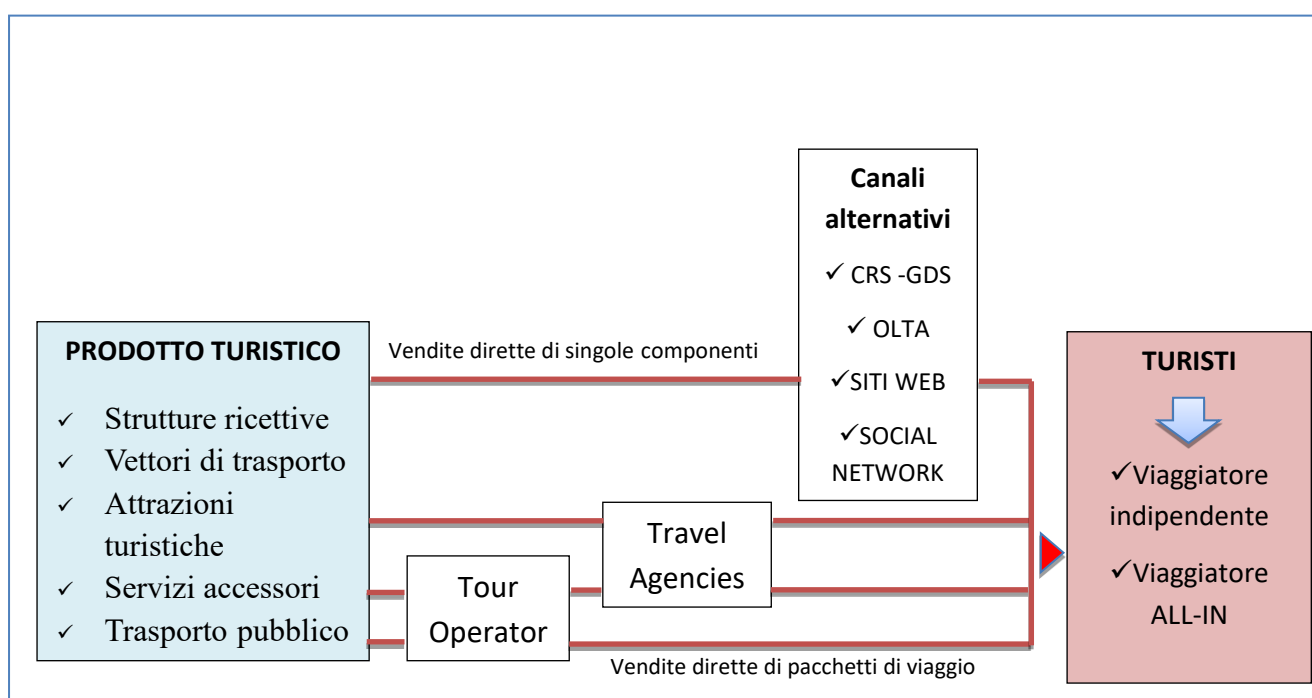 Canali
alternativi
✓ CRS -GDS
✓ OLTA
✓SITI WEB
✓SOCIAL
NETWORK
PRODOTTO TURISTICO
✓ Strutture ricettive
✓ Vettori di trasporto
✓ Attrazioni
turistiche
✓ Servizi accessori
✓ Trasporto pubblico
Vendite dirette di singole componenti
Travel
Agencies
Tour
Operator
Vendite dirette di pacchetti di viaggio
TURISTI
✓Viaggiatore
indipendente
✓Viaggiatore
ALL-IN